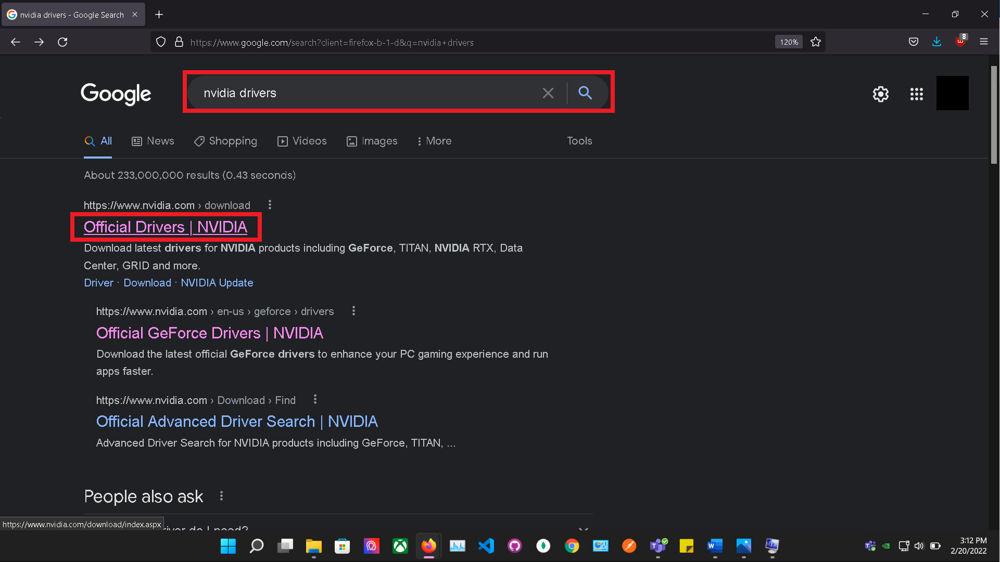 nvidia drivers - Google Search
https://www.google.com/search?client=firefox-b-1-d&q=nvidia+drivers
120%
8
Google
nvidia drivers
All
News
Shopping
Videos
Images
More
Tools
About 233,000,000 results (0.43 seconds)
https://www.nvidia.com › download
Official Drivers | NVIDIA
Download latest drivers for NVIDIA products including GeForce, TITAN, NVIDIA RTX, Data
Center, GRID and more.
Driver · Download · NVIDIA Update
https://www.nvidia.com › en-us › geforce › drivers
Official GeForce Drivers | NVIDIA
Download the latest official GeForce drivers to enhance your PC gaming experience and run
apps faster.
https://www.nvidia.com › Download › Find
Official Advanced Driver Search | NVIDIA
Advanced Driver Search for NVIDIA products including GeForce, TITAN, ...
People also ask
https://www.nvidia.com/download/index.aspx
do I need?
3:12 PM
2/20/2022